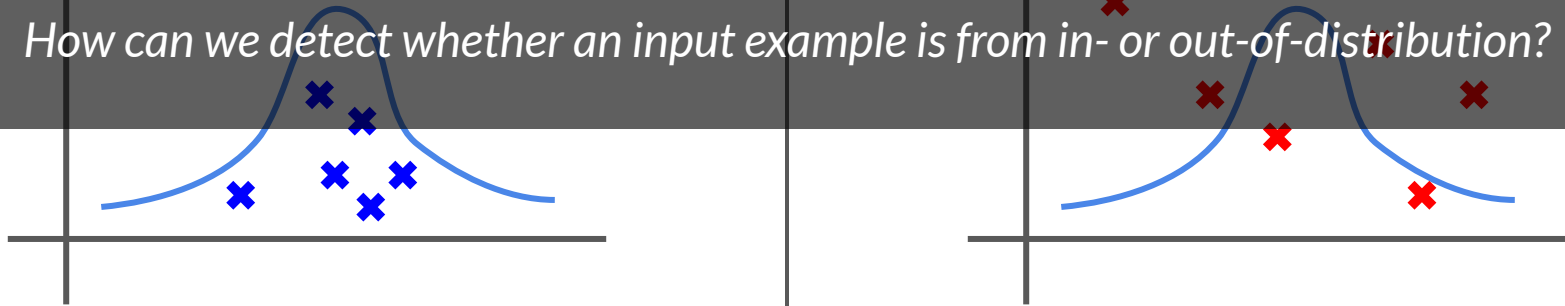 How can we detect whether an input example is from in- or out-of-distribution?